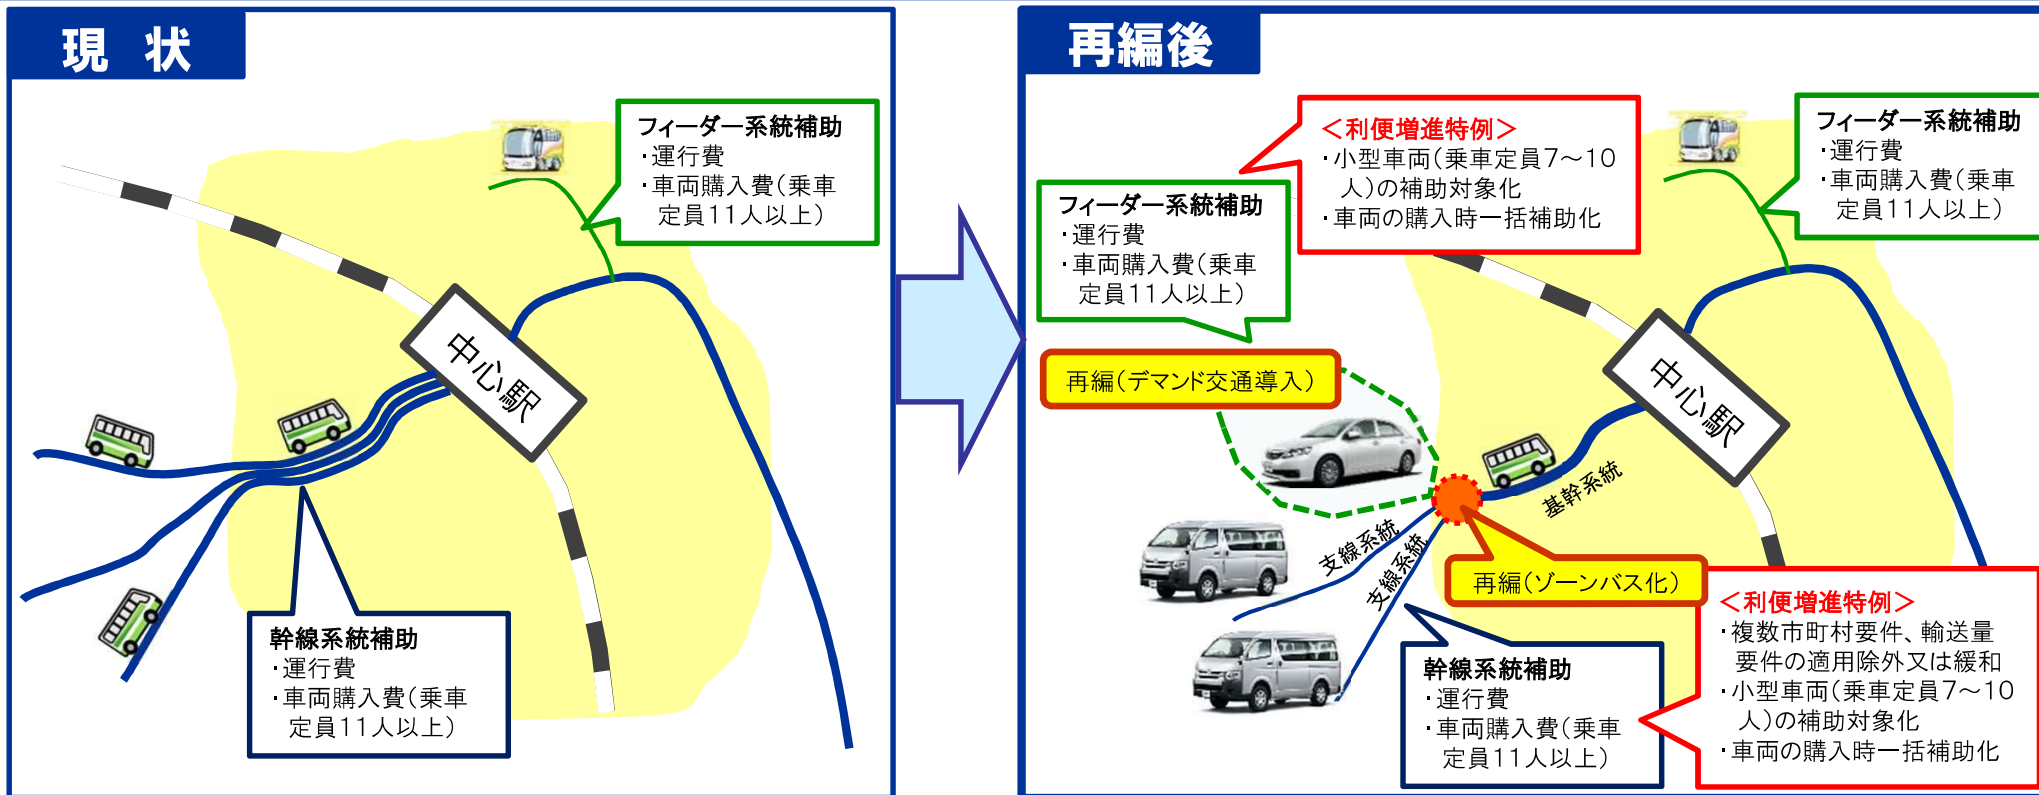 現 状
フィーダー系統補助
・運行費
・車両購入費(乗車
定員11人以上)
中心駅
幹線系統補助
・運行費
・車両購入費(乗車
定員11人以上)
再編後
<利便増進特例>
・小型車両(乗車定員7~10
人)の補助対象化
・車両の購入時一括補助化
フィーダー系統補助
・運行費
・車両購入費(乗車
定員11人以上)
フィーダー系統補助
・運行費
・車両購入費(乗車
定員11人以上)
再編(デマンド交通導入)
中心駅
基幹系統
支線系統
支線系統
再編(ゾーンバス化)
幹線系統補助
・運行費
・車両購入費(乗車
定員11人以上)
<利便増進特例>
・複数市町村要件、輸送量
要件の適用除外又は緩和
・小型車両(乗車定員7~10
人)の補助対象化
・車両の購入時一括補助化